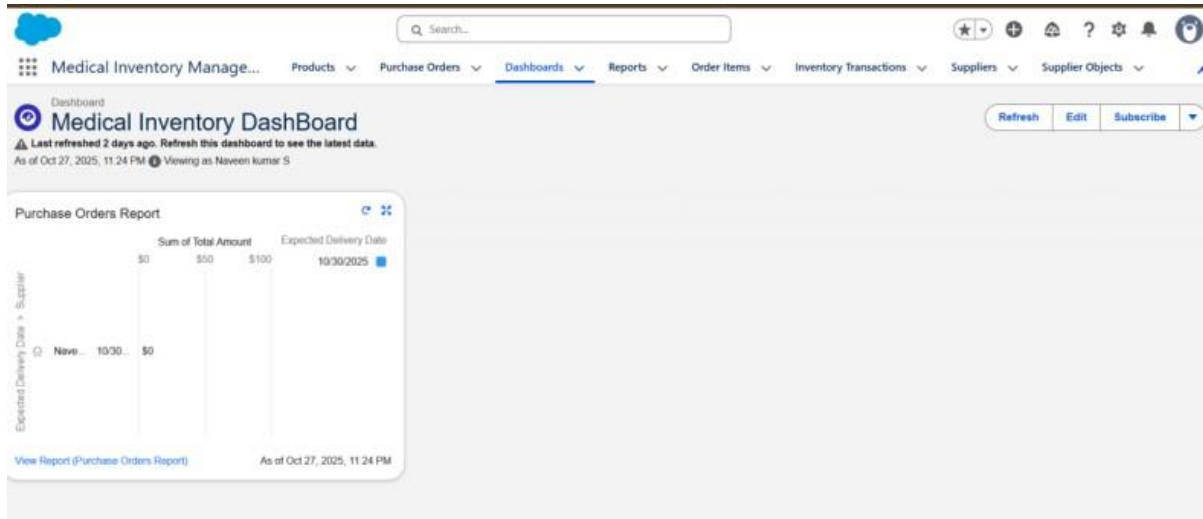 Search...
Medical Inventory Manage... Products Purchase Orders Dashboards Reports Order Items Inventory Transactions Suppliers Supplier Objects
Dashboard
Medical Inventory DashBoard
Refresh Edit Subscribe
Last refreshed 2 days ago. Refresh this dashboard to see the latest data.
As of Oct 27, 2025, 11:24 PM Viewing as Naveen kumar S
Purchase Orders Report
Sum of Total Amount Expected Delivery Date
$0 $50 $100 10/30/2025
Expected Delivery Date > Supplier
Nave... 10/30... $0
View Report (Purchase Orders Report) As of Oct 27, 2025, 11:24 PM